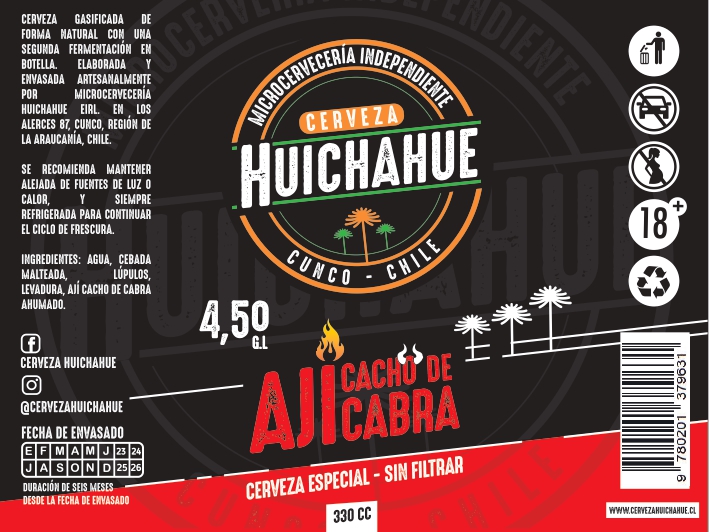 CERVEZA GASIFICADA DE
FORMA NATURAL CON UNA
SEGUNDA FERMENTACIÓN EN
BOTELLA. ELABORADA Y
ENVASADA ARTESANALMENTE
POR MICROCERVECERÍA
HUICHAHUE EIRL. EN LOS
ALERCES 87, CUNCO, REGIÓN DE
LA ARAUCANÍA, CHILE.
SE RECOMIENDA MANTENER
ALEJADA DE FUENTES DE LUZ O
CALOR, Y SIEMPRE
REFRIGERADA PARA CONTINUAR
EL CICLO DE FRESCURA.
INGREDIENTES: AGUA, CEBADA
MALTEADA, LÚPULOS,
LEVADURA, AJÍ CACHO DE CABRA
AHUMADO.
CERVEZA HUICHAHUE
@CERVEZAHUICHAHUE
FECHA DE ENVASADO
E F M A M J 23 24
J A S O N D 25 26
DURACIÓN DE SEIS MESES
DESDE LA FECHA DE ENVASADO
MICROCERVECERÍA INDEPENDIENTE
CERVEZA
HUICHAHUE
CUNCO - CHILE
4,50
G.L
AJÍ CACHO DE
CABRA
CERVEZA ESPECIAL - SIN FILTRAR
330 CC
18+
9 780201 379631
WWW.CERVEZAHUICHAHUE.CL
MICROCERVECERÍA INDEPENDIENTE
HUICHAHUE
CUNCO - CHILE